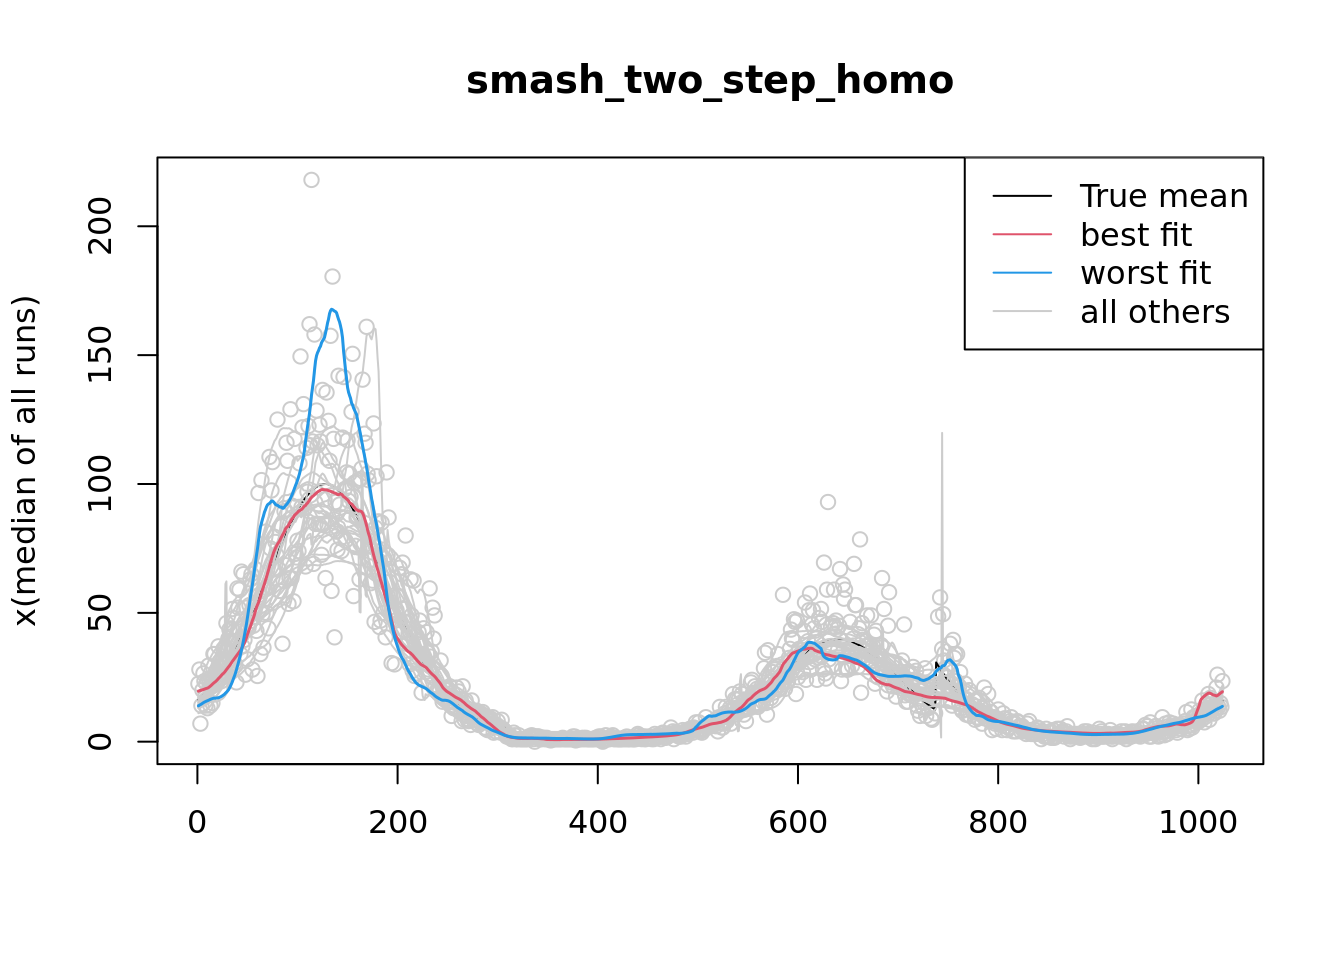 smash_two_step_homo
x(median of all runs)
200
150
100
50
0
True mean
best fit
worst fit
all others
0 200 400 600 800 1000